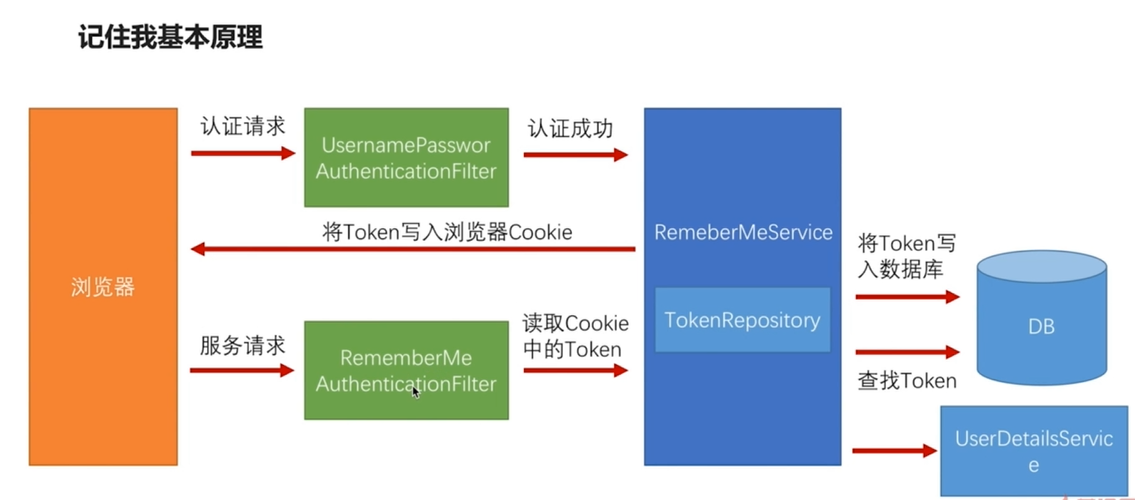 记住我基本原理
认证请求
UsernamePasswor
AuthenticationFilter
认证成功
将Token写入浏览器Cookie
浏览器
RemeberMeService
TokenRepository
将Token写
入数据库
DB
服务请求
RememberMe
AuthenticationFilter
读取Cookie
中的Token
查找Token
UserDetailsServic
e